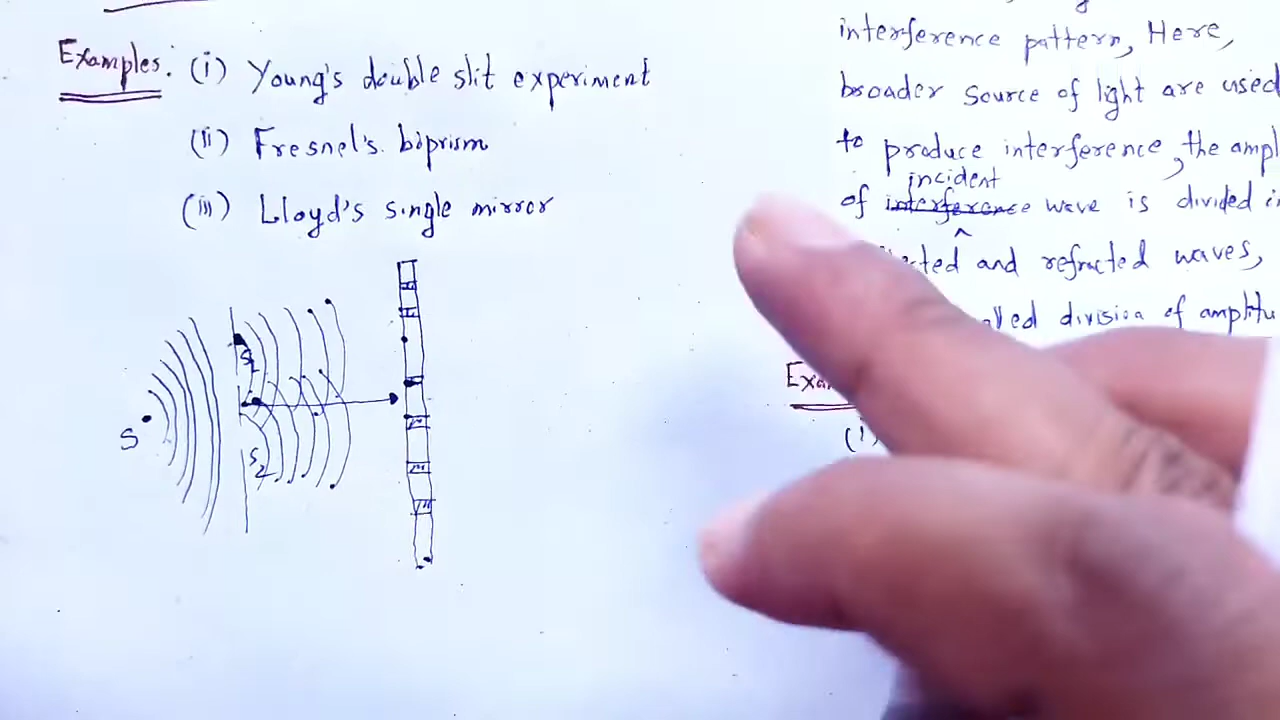 Examples: (i) Young's double slit experiment
(ii) Fresnel's biprism
(iii) Lloyd's single mirror
S
S1
S2
interference pattern, Here,
broader source of light are used
to produce interference, the ampl
incident
of interference wave is divided in
and refracted waves,
division of amplitu
(i)